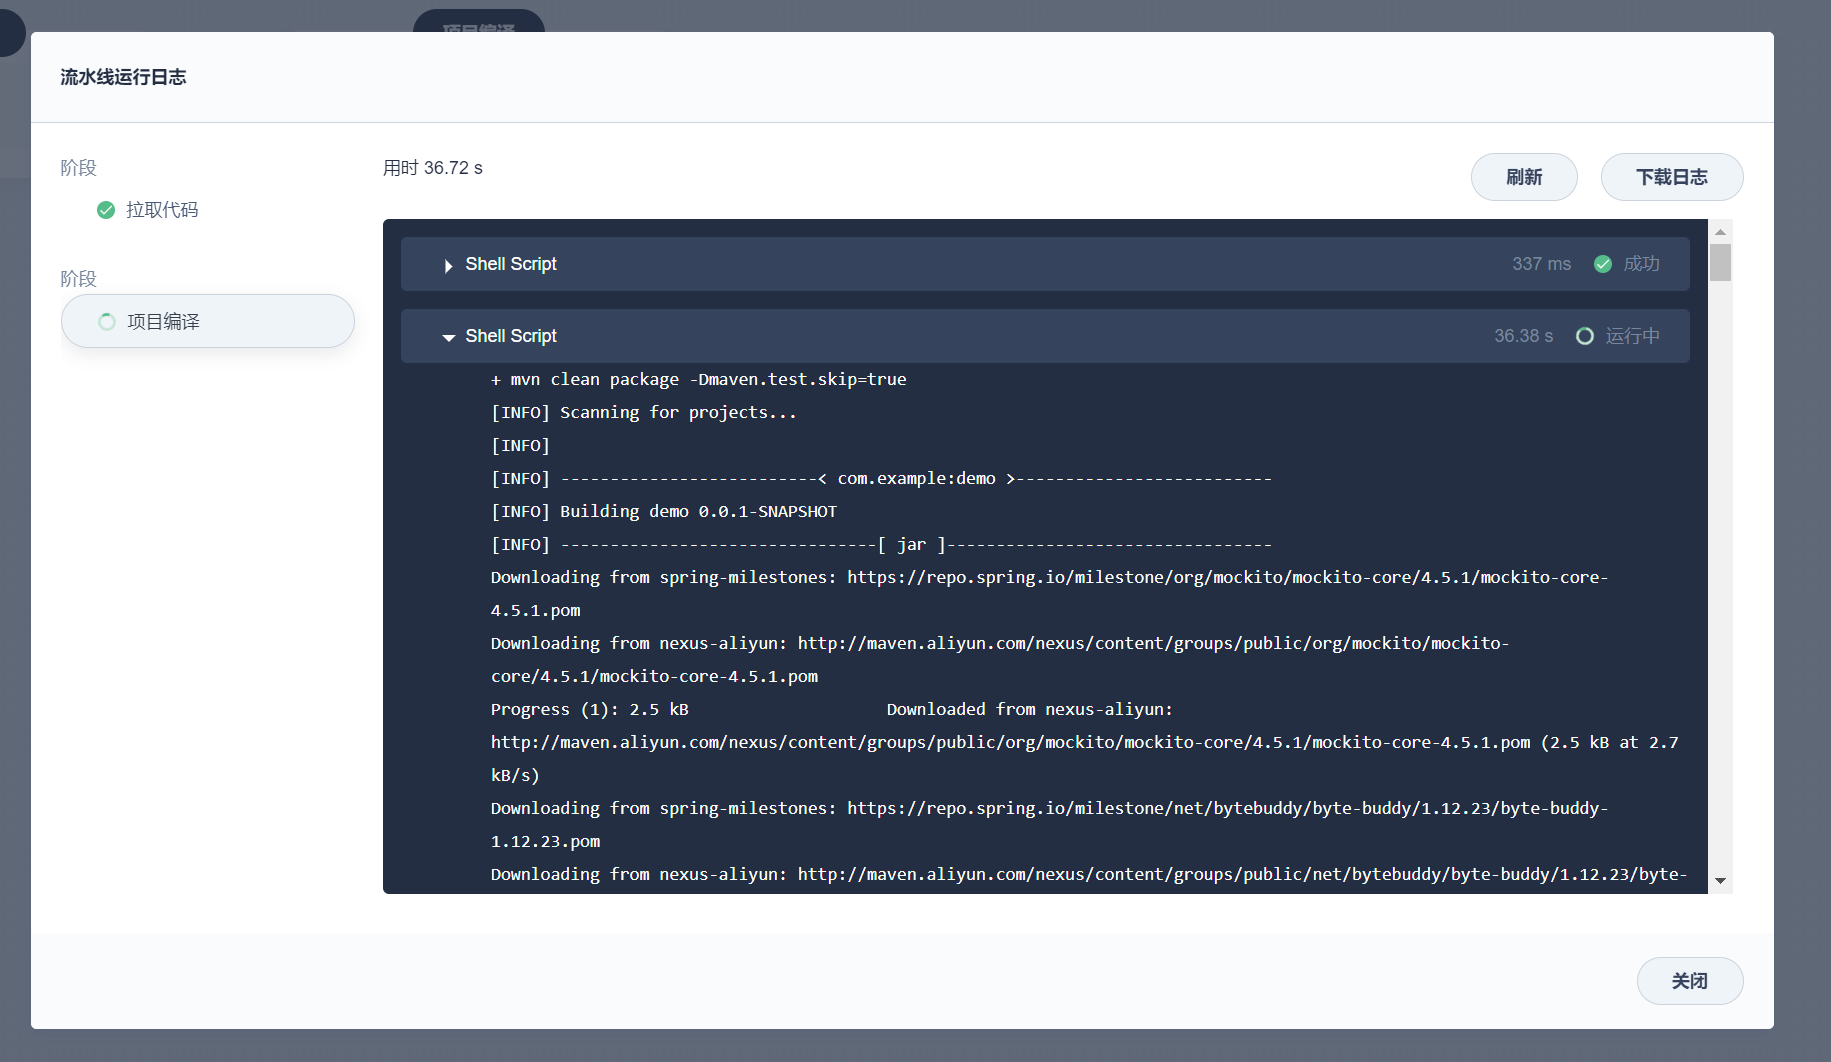 项目编译
流水线运行日志
阶段
拉取代码
阶段
项目编译
用时 36.72 s
刷新
下载日志
Shell Script
337 ms
成功
Shell Script
36.38 s
运行中
+ mvn clean package -Dmaven.test.skip=true
[INFO] Scanning for projects...
[INFO]
[INFO] --------------------------< com.example:demo >--------------------------
[INFO] Building demo 0.0.1-SNAPSHOT
[INFO] --------------------------------[ jar ]---------------------------------
Downloading from spring-milestones: https://repo.spring.io/milestone/org/mockito/mockito-core/4.5.1/mockito-core-
4.5.1.pom
Downloading from nexus-aliyun: http://maven.aliyun.com/nexus/content/groups/public/org/mockito/mockito-
core/4.5.1/mockito-core-4.5.1.pom
Progress (1): 2.5 kB                    Downloaded from nexus-aliyun:
http://maven.aliyun.com/nexus/content/groups/public/org/mockito/mockito-core/4.5.1/mockito-core-4.5.1.pom (2.5 kB at 2.7
kB/s)
Downloading from spring-milestones: https://repo.spring.io/milestone/net/bytebuddy/byte-buddy/1.12.23/byte-buddy-
1.12.23.pom
Downloading from nexus-aliyun: http://maven.aliyun.com/nexus/content/groups/public/net/bytebuddy/byte-buddy/1.12.23/byte-
关闭